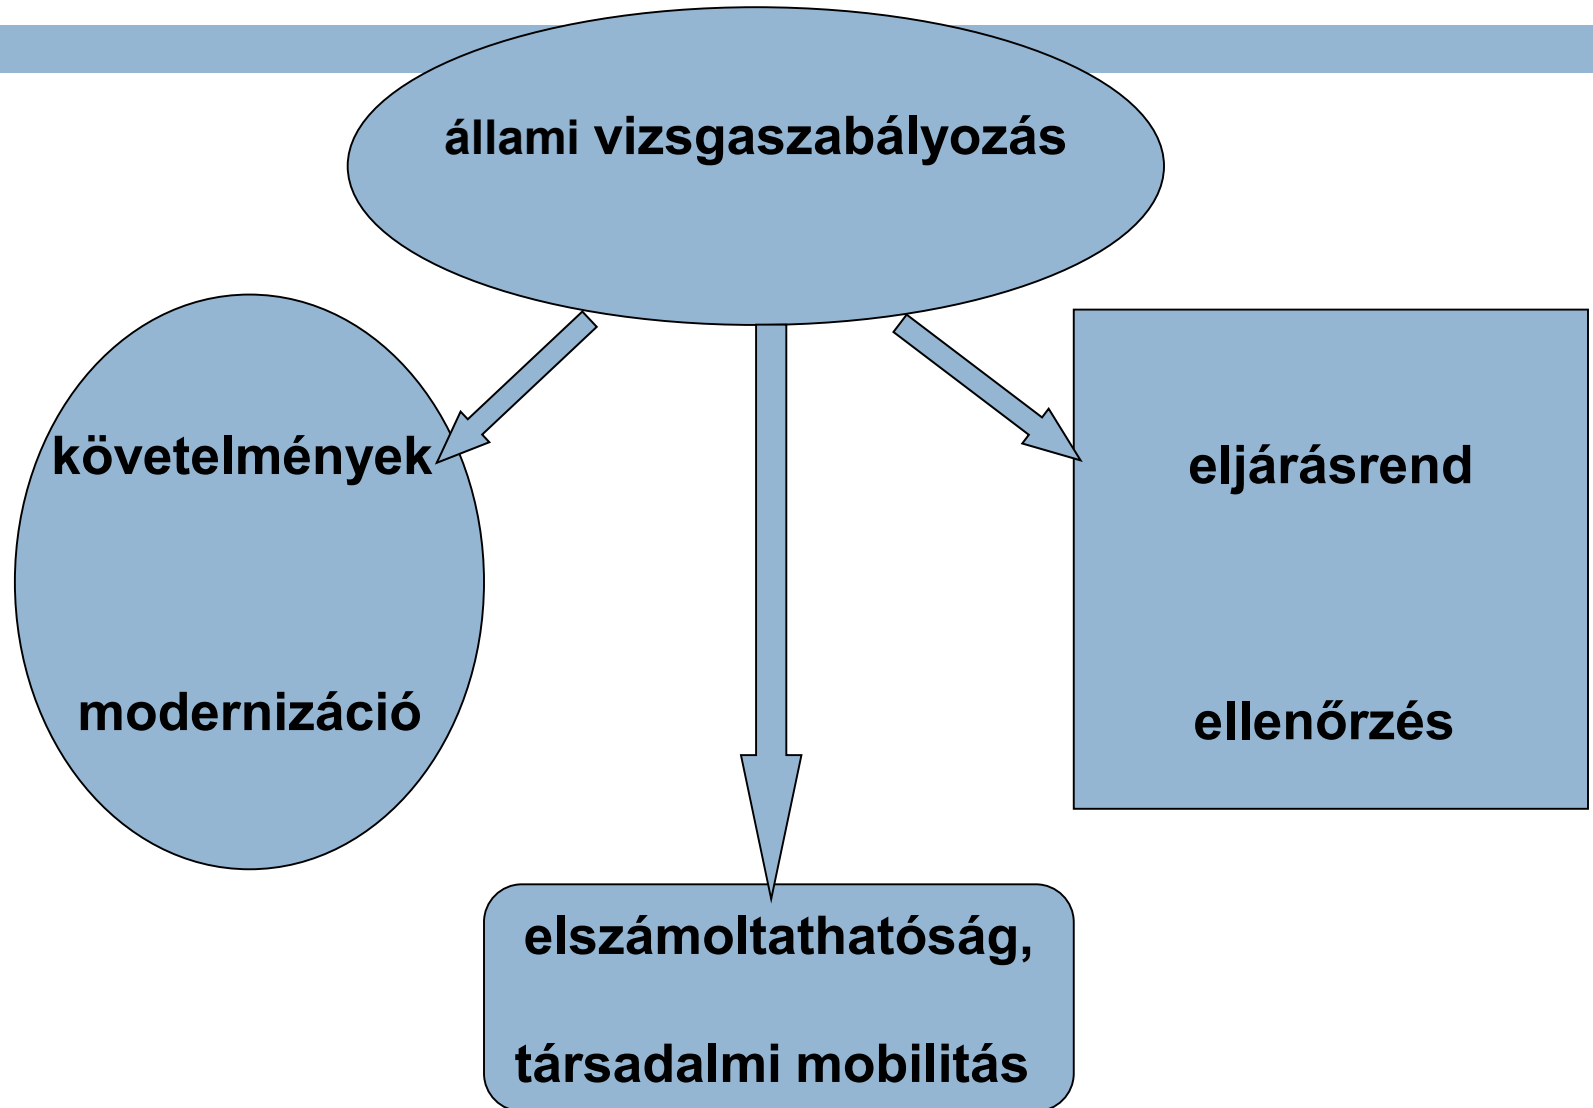 állami vizsgaszabályozás
követelmények
modernizáció
eljárásrend
ellenőrzés
elszámoltathatóság,
társadalmi mobilitás